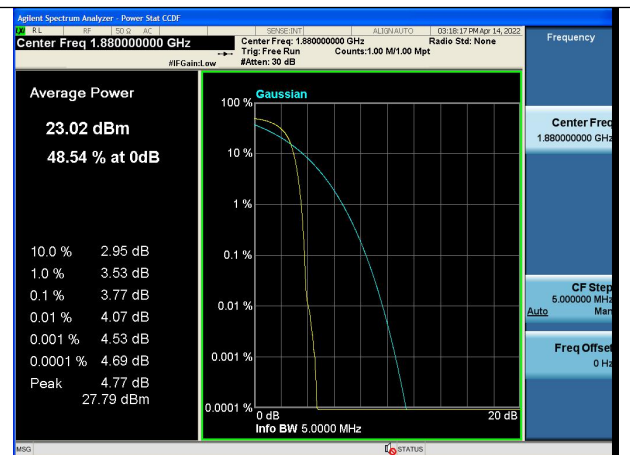 Agilent Spectrum Analyzer - Power Stat CCDF
RL RF 50 Ω AC SENSE:INT ALIGN AUTO 03:18:17 PM Apr 14, 2022
Center Freq 1.880000000 GHz
Center Freq: 1.880000000 GHz Radio Std: None
Trig: Free Run Counts:1.00 M/1.00 Mpt
#IFGain:Low #Atten: 30 dB
Frequency
Average Power
23.02 dBm
48.54 % at 0dB
10.0 % 2.95 dB
1.0 % 3.53 dB
0.1 % 3.77 dB
0.01 % 4.07 dB
0.001 % 4.53 dB
0.0001 % 4.69 dB
Peak 4.77 dB
27.79 dBm
Gaussian
100 %
10 %
1 %
0.1 %
0.01 %
0.001 %
0.0001 %
0 dB 20 dB
Info BW 5.0000 MHz
Center Freq
1.880000000 GHz
CF Step
5.000000 MHz
Auto Man
Freq Offset
0 Hz
MSG STATUS